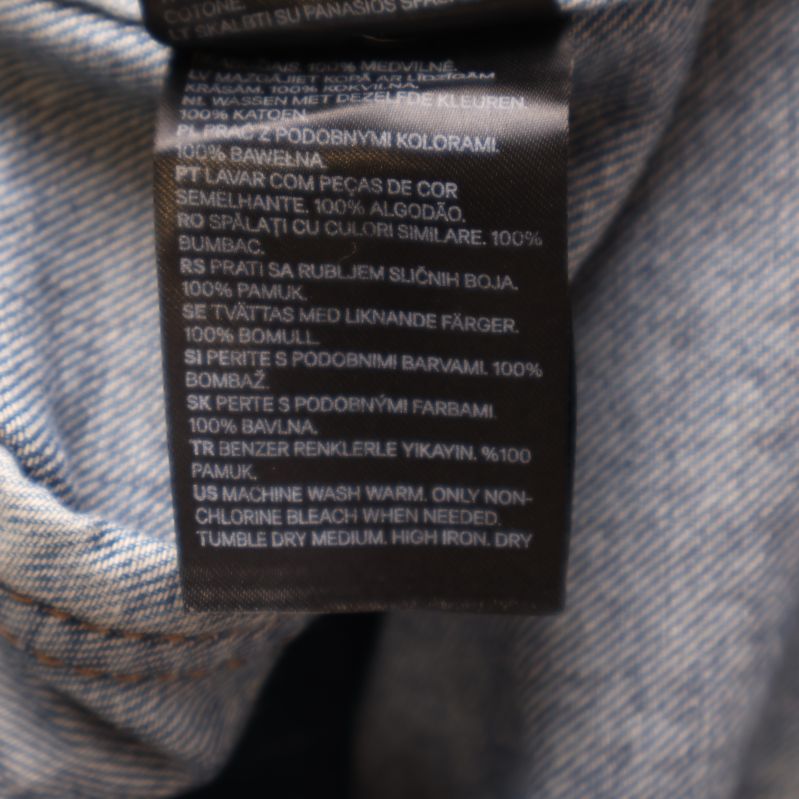 COTONE.
LT SKALBTI SU PANAŠIOS
100% MEDVILNĖ.
LV MAZGĀJIET KOPĀ AR LĪDZĪGĀM
KRĀSĀM. 100% KOKVILNA.
NL WASSEN MET DEZELFDE KLEUREN.
100% KATOEN.
PL PRAĆ Z PODOBNYMI KOLORAMI.
100% BAWEŁNA.
PT LAVAR COM PEÇAS DE COR
SEMELHANTE. 100% ALGODÃO.
RO SPĂLAȚI CU CULORI SIMILARE. 100%
BUMBAC.
RS PRATI SA RUBLJEM SLIČNIH BOJA.
100% PAMUK.
SE TVÄTTAS MED LIKNANDE FÄRGER.
100% BOMULL.
SI PERITE S PODOBNIMI BARVAMI. 100%
BOMBAŽ.
SK PERTE S PODOBNÝMI FARBAMI.
100% BAVLNA.
TR BENZER RENKLERLE YIKAYIN. %100
PAMUK.
US MACHINE WASH WARM. ONLY NON-
CHLORINE BLEACH WHEN NEEDED.
TUMBLE DRY MEDIUM. HIGH IRON. DRY